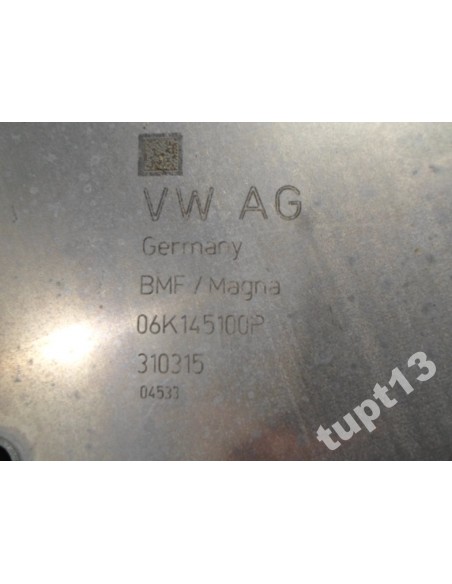 VW AG
Germany
BMF / Magna
06K145100P
310315
04533
tupt13